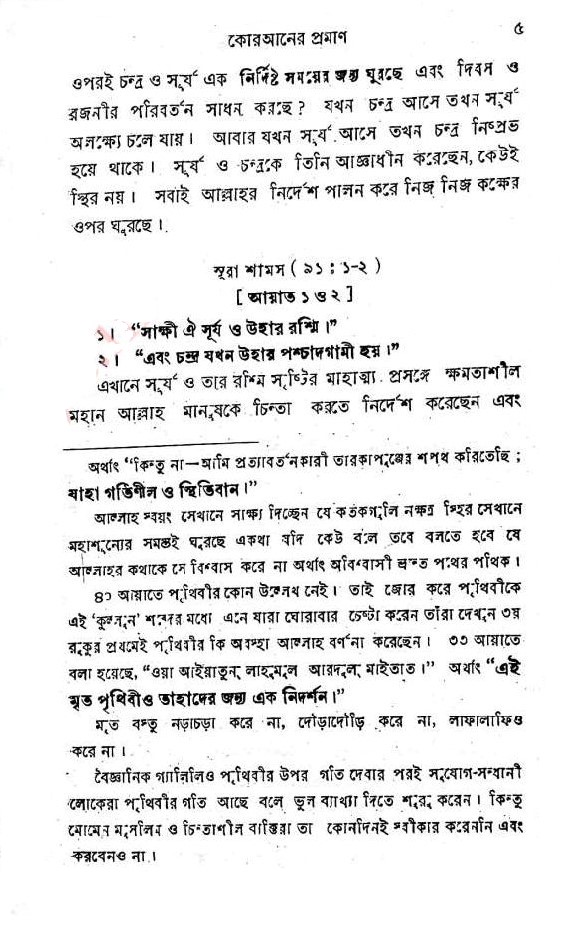 কোরআনের প্রমাণ
৫
ওপরই চন্দ্র ও সূর্য এক নির্দিষ্ট সময়ের জন্য ঘুরছে এবং দিবস ও
রজনীর পরিবর্তন সাধন করছে? যখন চন্দ্র আসে তখন সূর্য
অলক্ষ্যে চলে যায়। আবার যখন সূর্য আসে তখন চন্দ্র নিষ্প্রভ
হয়ে থাকে। সূর্য ও চন্দ্রকে তিনি আজ্ঞাধীন করেছেন, কেউই
স্থির নয়। সবাই আল্লাহর নির্দেশ পালন করে নিজ নিজ কক্ষের
ওপর ঘুরছে।
সূরা শামস (৯১ : ১-২)
[ আয়াত ১ও২ ]
১। “সাক্ষী ঐ সূর্য ও উহার রশ্মি।”
২। “এবং চন্দ্র যখন উহার পশ্চাদগামী হয়।”
এখানে সূর্য ও তার রশ্মি সৃষ্টির মাহাত্ম্য প্রসঙ্গে ক্ষমতাশীল
মহান আল্লাহ মানুষকে চিন্তা করতে নির্দেশ করেছেন এবং
অর্থাৎ “কিন্তু না—আমি প্রত্যাবর্তনকারী তারকাপুঞ্জের শপথ করিতেছি ;
যাহা গতিশীল ও স্থিতিবান।”
আল্লাহ স্বয়ং সেখানে সাক্ষ্য দিচ্ছেন যে কতকগুলি নক্ষত্র স্থির সেখানে
মহাশূন্যের সমস্তই ঘুরছে একথা যদি কেউ বলে তবে বলতে হবে যে
আল্লাহর কথাকে সে বিশ্বাস করে না অর্থাৎ অবিশ্বাসী ভ্রান্ত পথের পথিক।
৪০ আয়াতে পৃথিবীর কোন উল্লেখ নেই। তাই জোর করে পৃথিবীকে
এই ‘কুল্লুন’ শব্দের মধ্যে এনে যারা ঘোরাবার চেষ্টা করেন তাঁরা দেখুন ৩য়
রুকুর প্রথমেই পৃথিবীর কি অবস্থা আল্লাহ বর্ণনা করেছেন। ৩৩ আয়াতে
বলা হয়েছে, “ওয়া আইয়াতুন্ লাহুমুল আরদুল্ মাইতাত।” অর্থাৎ “এই
মৃত পৃথিবীও তাহাদের জন্য এক নিদর্শন।”
মৃত বস্তু নড়াচড়া করে না, দৌড়াদৌড়ি করে না, লাফালাফিও
করে না।
বৈজ্ঞানিক গ্যালিলিও পৃথিবীর উপর গতি দেবার পরই সুযোগ-সন্ধানী
লোকেরা পৃথিবীর গতি আছে বলে ভুল ব্যাখ্যা দিতে শুরু করেন। কিন্তু
মোমেন মুসলিম ও চিন্তাশীল ব্যক্তিরা তা কোনদিনই স্বীকার করেননি এবং
করবেনও না।